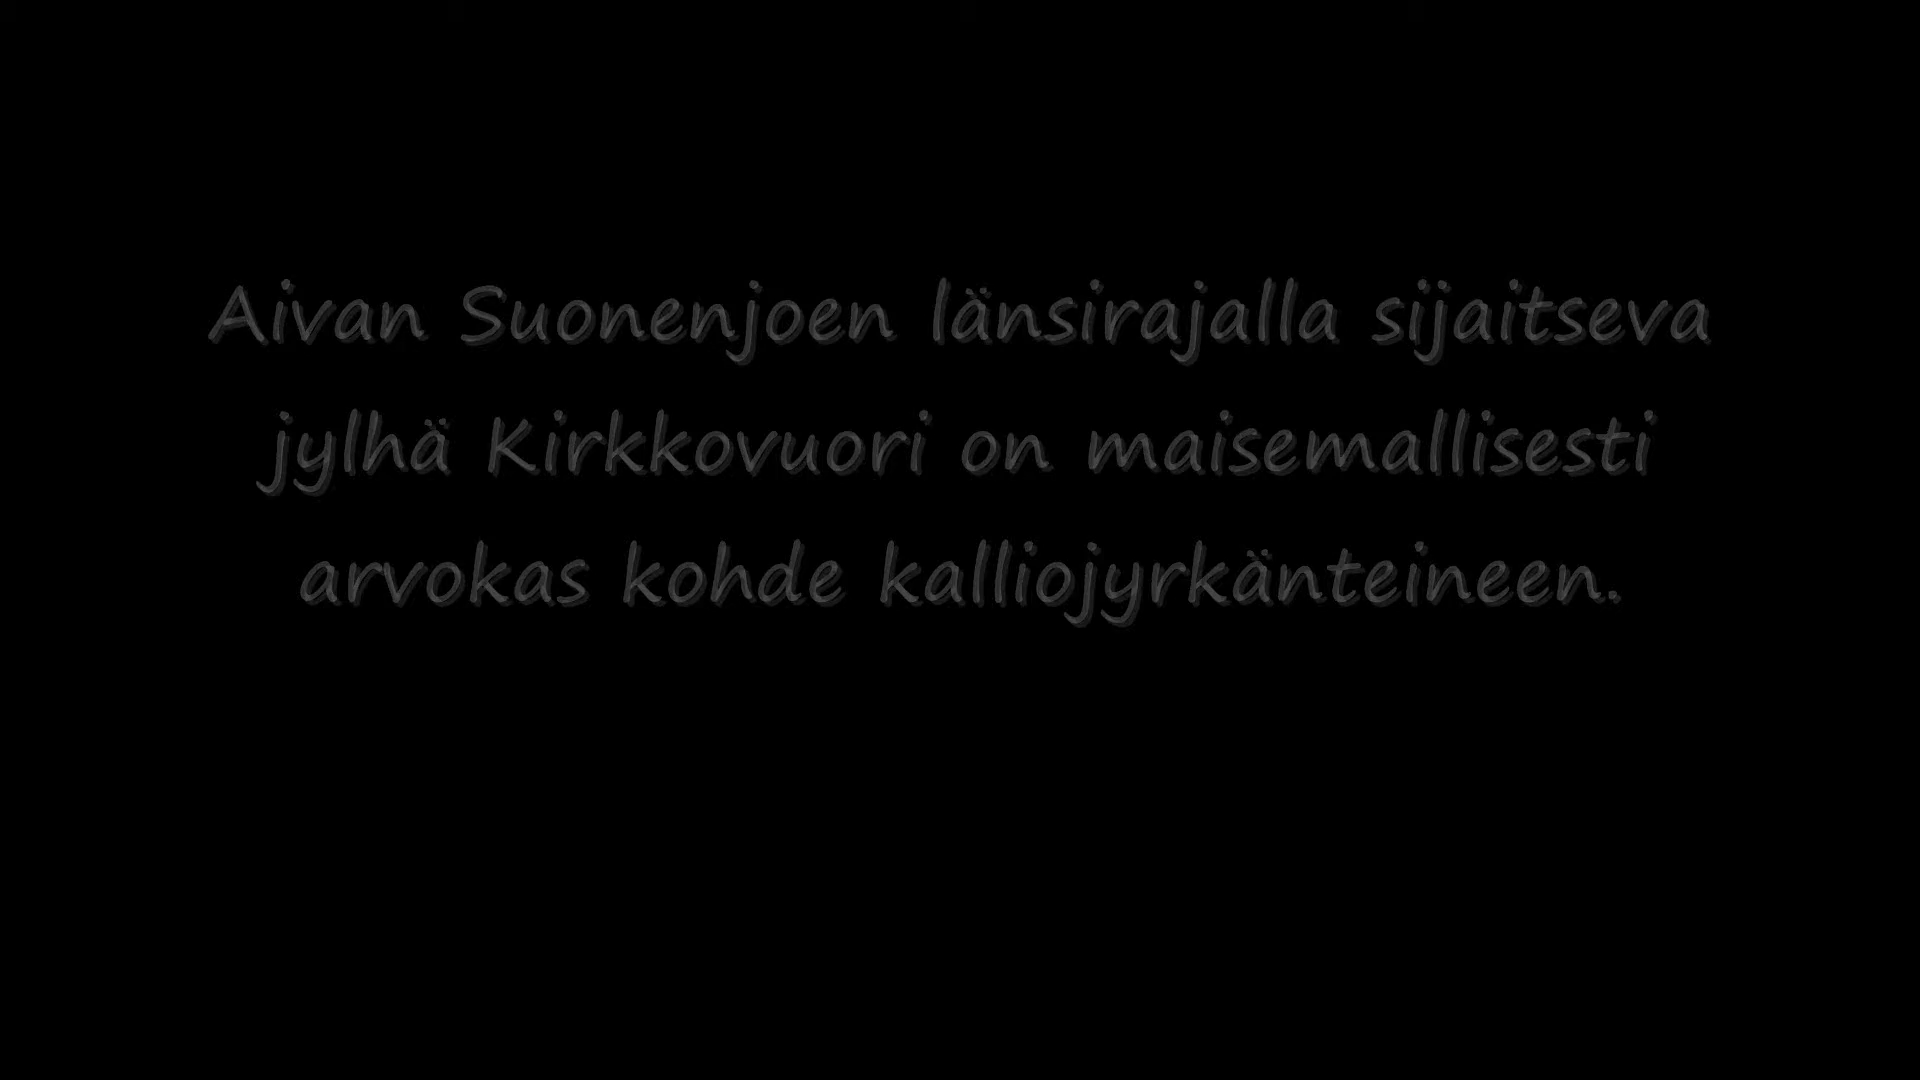 Aivan Suonenjoen länsirajalla sijaitseva
jylhä Kirkkovuori on maisemallisesti
arvokas kohde kalliojyrkänteineen.